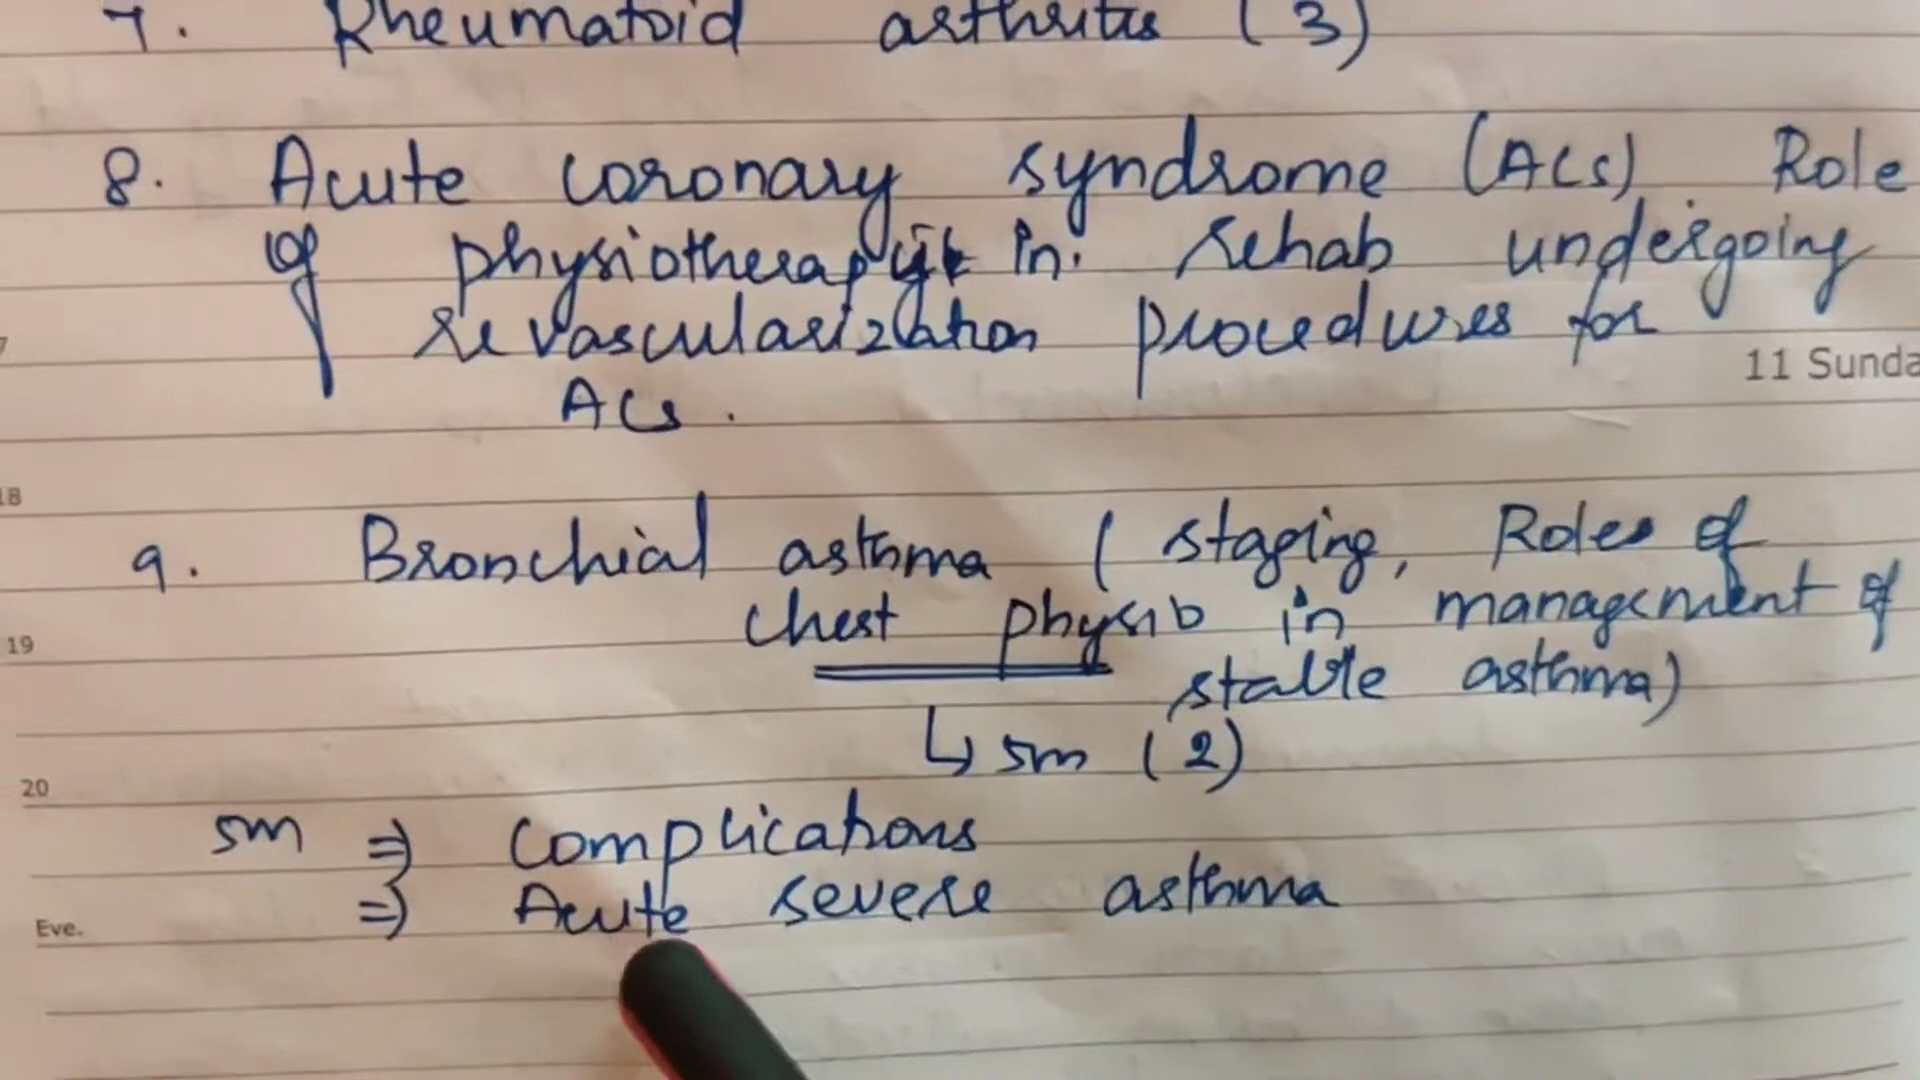 7. Rheumatoid arthritis (3)
8. Acute coronary syndrome (ACS). Role
of physiotherapist in rehab undergoing
revascularization procedures for
11 Sunda
ACS.
18
9. Bronchial asthma ( staging, Roles of
chest physio in management of
19
stable asthma)
↳ 5m (2)
20
5m ⇒ Complications
⇒ Acute severe asthma
Eve.